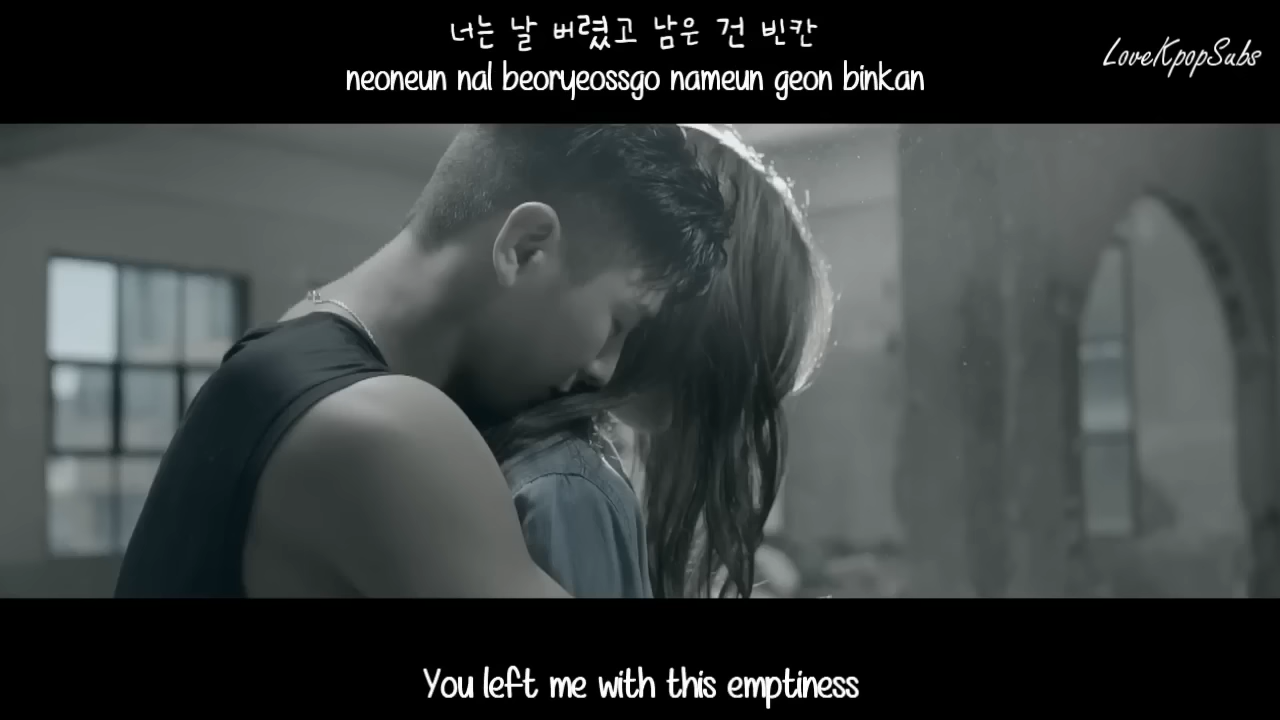 너는 날 버렸고 남은 건 빈칸
LoveKpopSubs
neoneun nal beoryeossgo nameun geon binkan
You left me with this emptiness